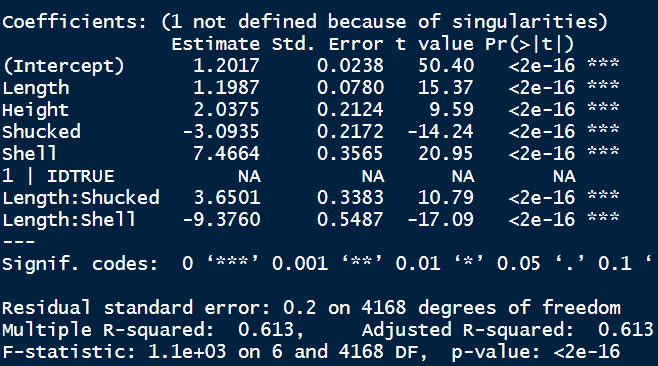 Coefficients: (1 not defined because of singularities)
Estimate Std. Error t value Pr(>|t|)
(Intercept) 1.2017 0.0238 50.40 <2e-16 ***
Length 1.1987 0.0780 15.37 <2e-16 ***
Height 2.0375 0.2124 9.59 <2e-16 ***
Shucked -3.0935 0.2172 -14.24 <2e-16 ***
Shell 7.4664 0.3565 20.95 <2e-16 ***
1 | IDTRUE NA NA NA NA
Length:Shucked 3.6501 0.3383 10.79 <2e-16 ***
Length:Shell -9.3760 0.5487 -17.09 <2e-16 ***
---
Signif. codes: 0 ‘***’ 0.001 ‘**’ 0.01 ‘*’ 0.05 ‘.’ 0.1 ‘
Residual standard error: 0.2 on 4168 degrees of freedom
Multiple R-squared: 0.613, Adjusted R-squared: 0.613
F-statistic: 1.1e+03 on 6 and 4168 DF, p-value: <2e-16